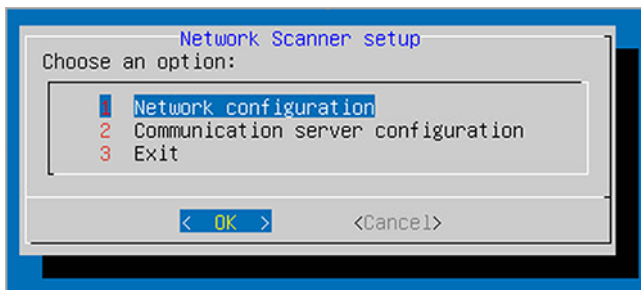 Network Scanner setup
Choose an option:
1 Network configuration
2 Communication server configuration
3 Exit
< OK > <Cancel>